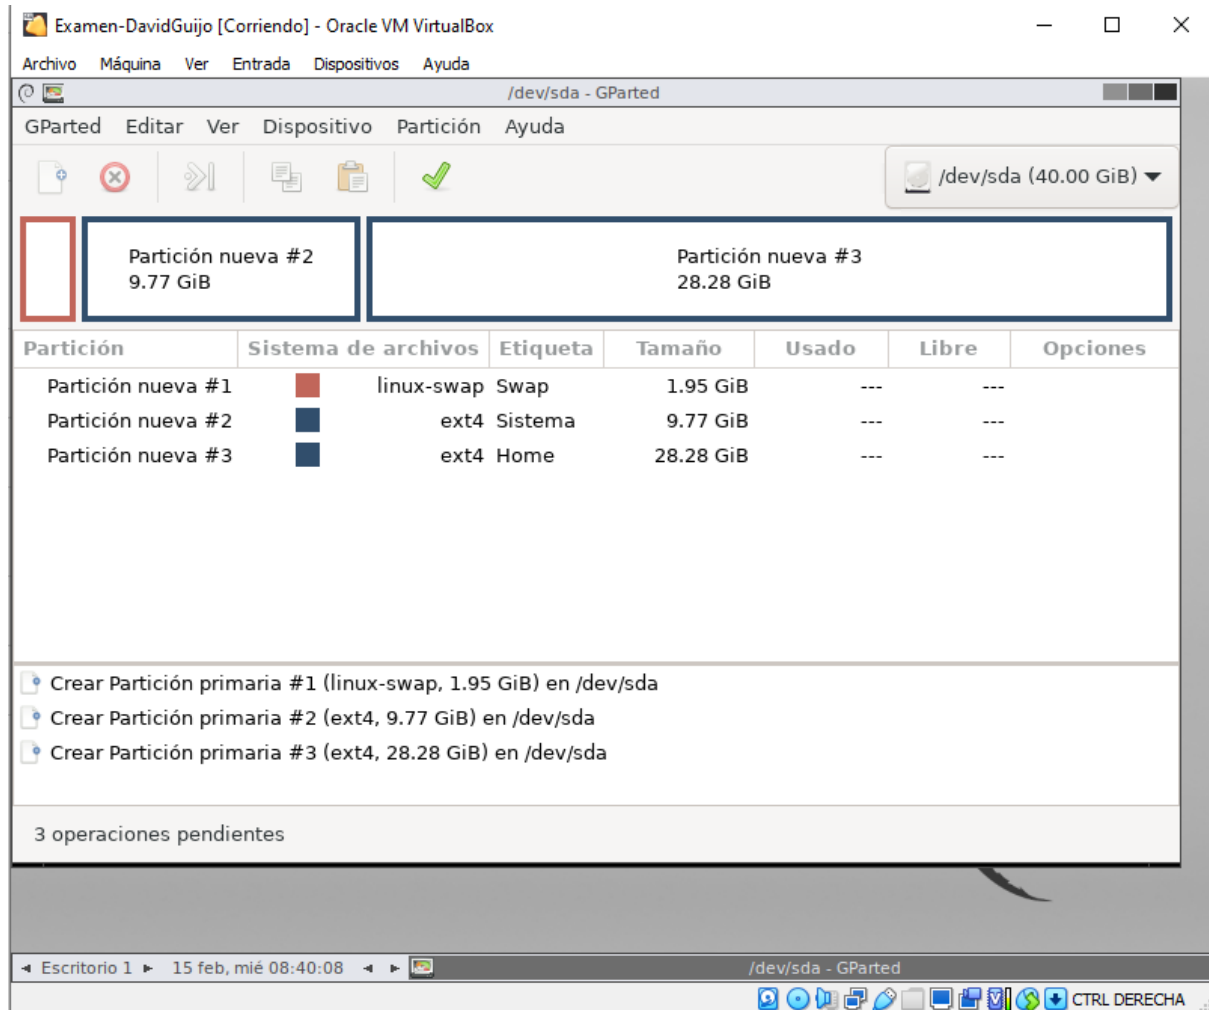 Examen-DavidGuijo [Corriendo] - Oracle VM VirtualBox
Archivo Máquina Ver Entrada Dispositivos Ayuda
/dev/sda - GParted
GParted Editar Ver Dispositivo Partición Ayuda
/dev/sda (40.00 GiB)
Partición nueva #2
9.77 GiB
Partición nueva #3
28.28 GiB
Partición Sistema de archivos Etiqueta Tamaño Usado Libre Opciones
Partición nueva #1 linux-swap Swap 1.95 GiB --- ---
Partición nueva #2 ext4 Sistema 9.77 GiB --- ---
Partición nueva #3 ext4 Home 28.28 GiB --- ---
Crear Partición primaria #1 (linux-swap, 1.95 GiB) en /dev/sda
Crear Partición primaria #2 (ext4, 9.77 GiB) en /dev/sda
Crear Partición primaria #3 (ext4, 28.28 GiB) en /dev/sda
3 operaciones pendientes
Escritorio 1 15 feb, mié 08:40:08 /dev/sda - GParted
CTRL DERECHA